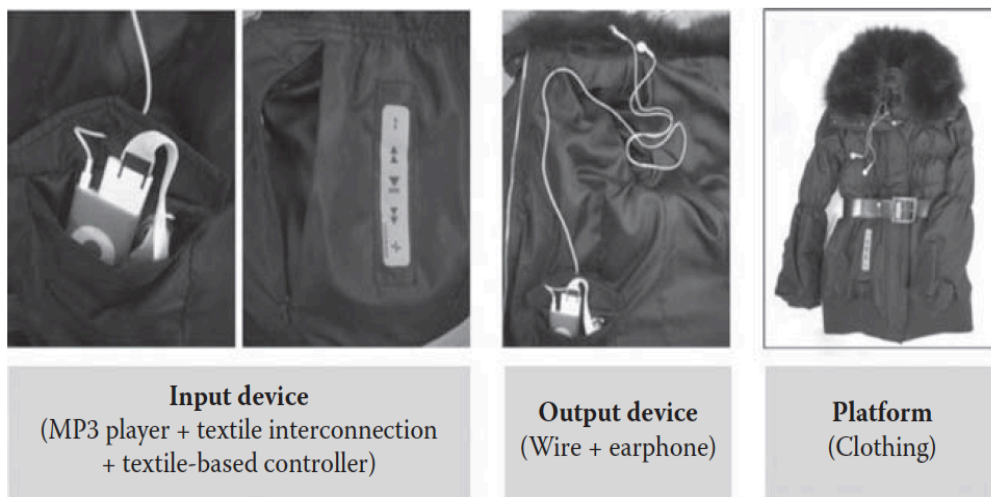 Input device
(MP3 player + textile interconnection
+ textile-based controller)
Output device
(Wire + earphone)
Platform
(Clothing)